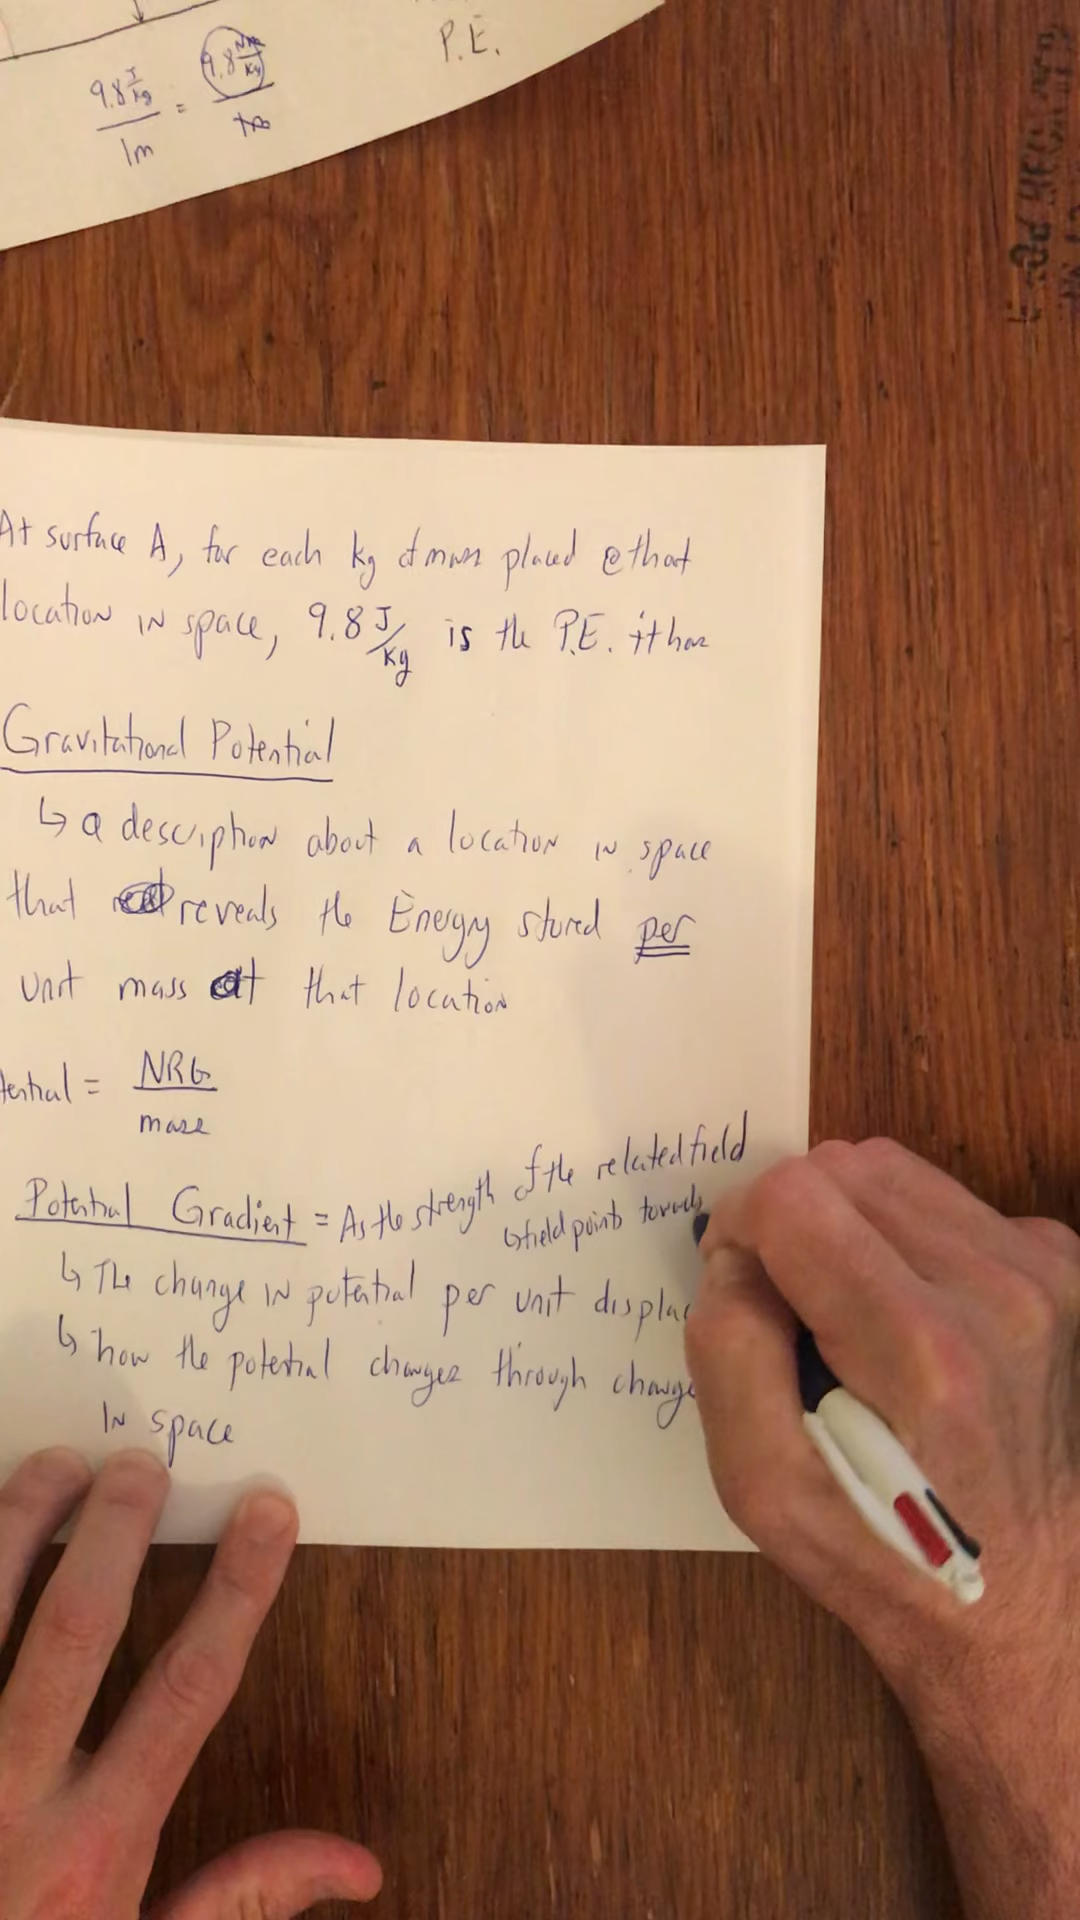 P.E.
9.8 J/kg / 1m = 9.8 Nm/kg / m
At surface A, for each kg of mass placed @ that
location in space, 9.8 J/kg is the P.E. it has
Gravitational Potential
↳ a description about a location in space
that reveals the Energy stored per
unit mass at that location
tential = NRG / mass
Potential Gradient = As the strength of the related field
↳ field points towards
↳ The change in potential per unit displac
↳ how the potential changes through change
in space